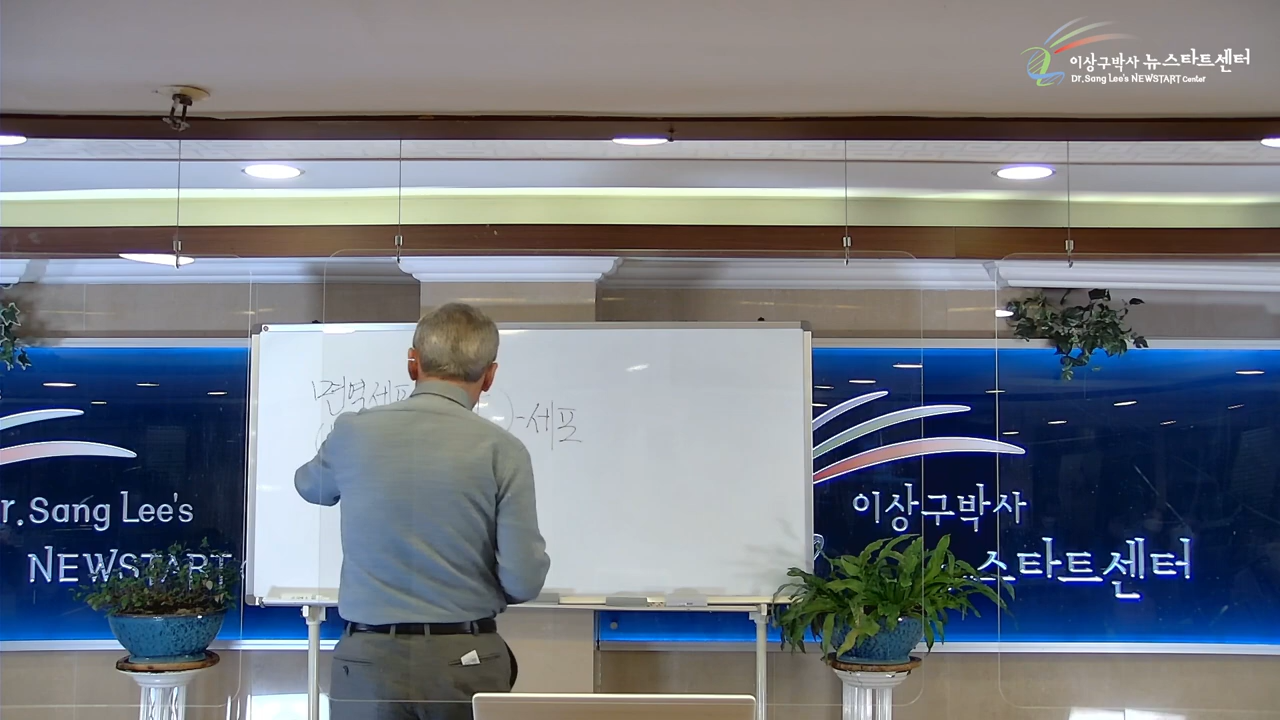 이상구박사 뉴스타트센터
Dr. Sang Lee's NEWSTART Center
면역세포
)-세포
r. Sang Lee's
NEWSTART
이상구박사
스타트센터